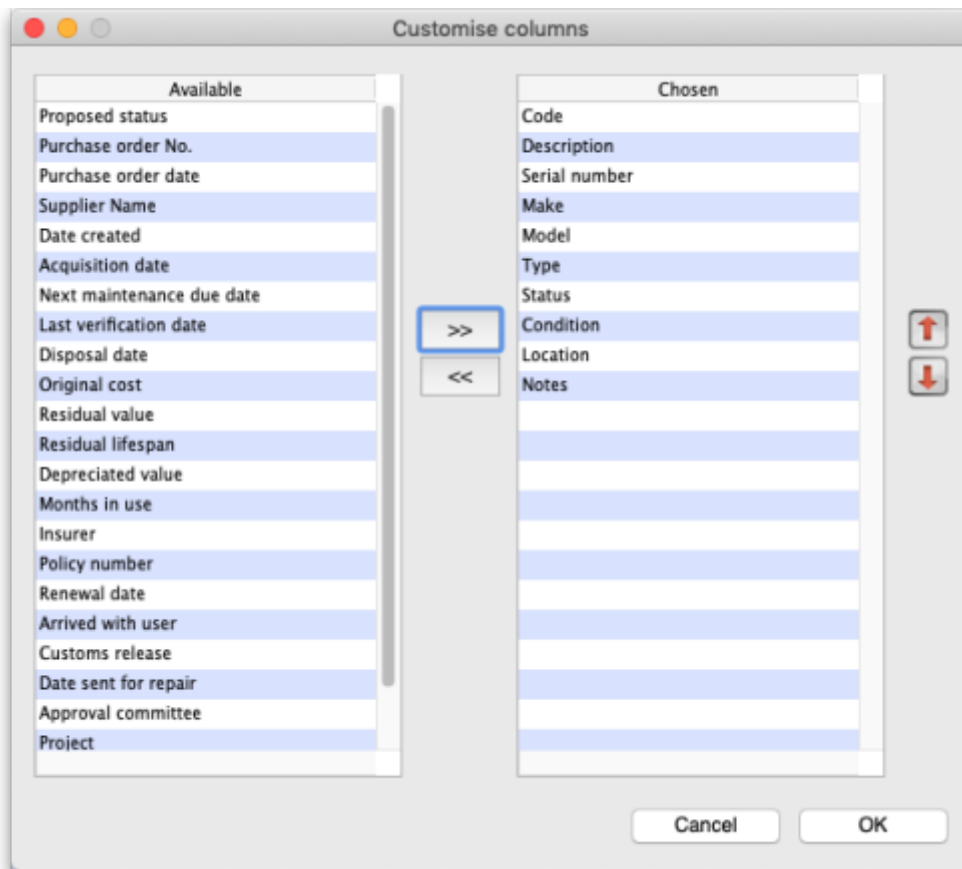 Customise columns
Available
Proposed status
Purchase order No.
Purchase order date
Supplier Name
Date created
Acquisition date
Next maintenance due date
Last verification date
Disposal date
Original cost
Residual value
Residual lifespan
Depreciated value
Months in use
Insurer
Policy number
Renewal date
Arrived with user
Customs release
Date sent for repair
Approval committee
Project
>>
<<
Chosen
Code
Description
Serial number
Make
Model
Type
Status
Condition
Location
Notes
Cancel
OK